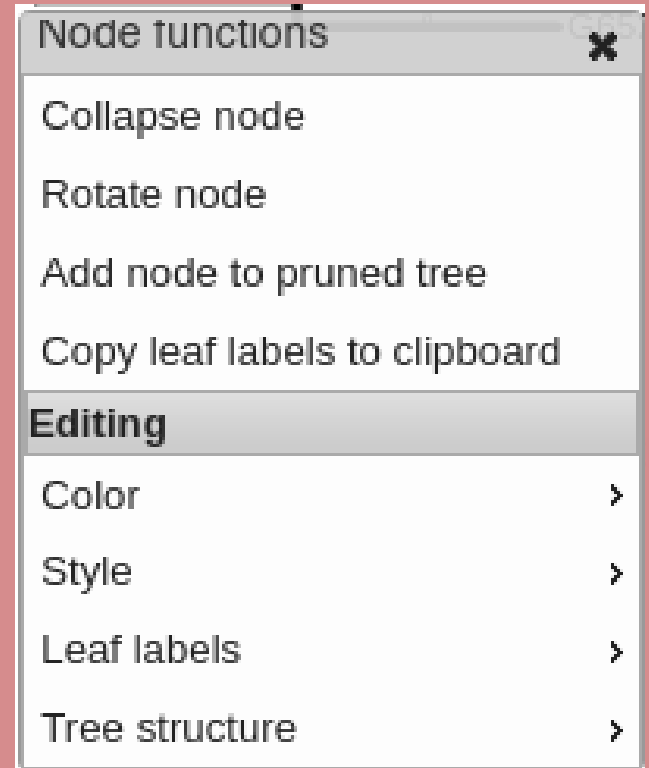 Node functions
Collapse node
Rotate node
Add node to pruned tree
Copy leaf labels to clipboard
Editing
Color
Style
Leaf labels
Tree structure